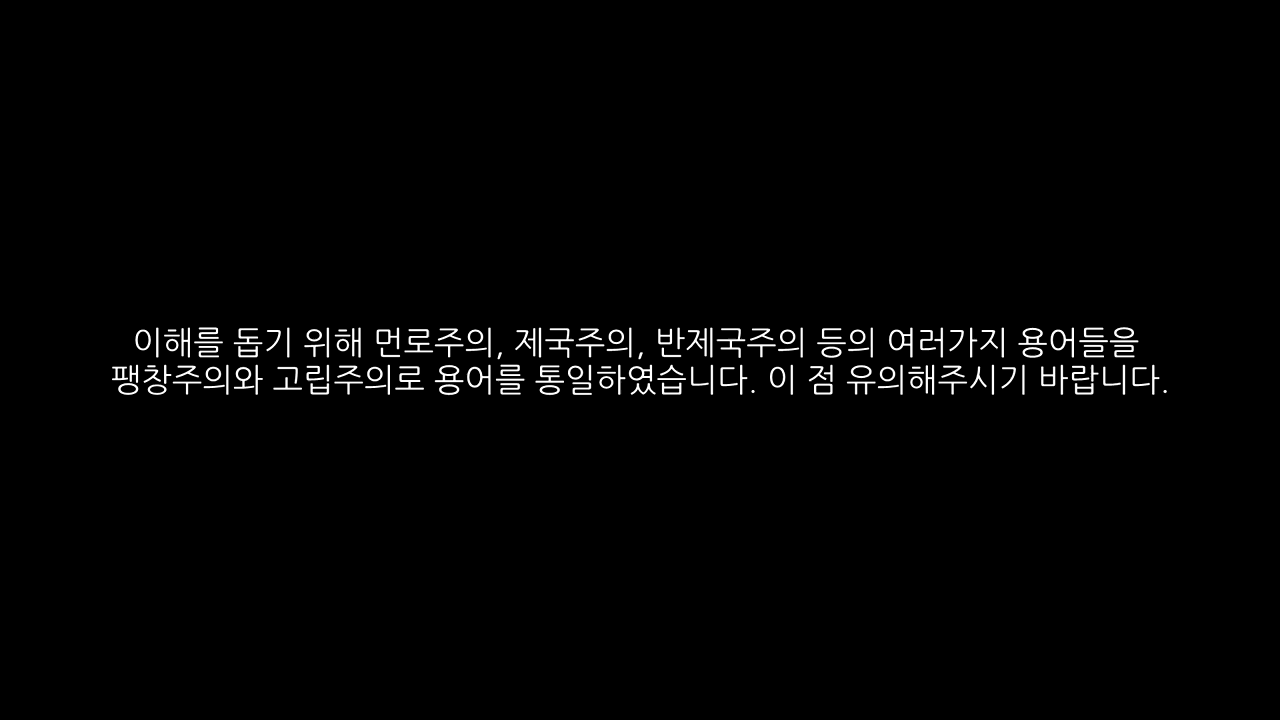 이해를 돕기 위해 먼로주의, 제국주의, 반제국주의 등의 여러가지 용어들을
팽창주의와 고립주의로 용어를 통일하였습니다. 이 점 유의해주시기 바랍니다.